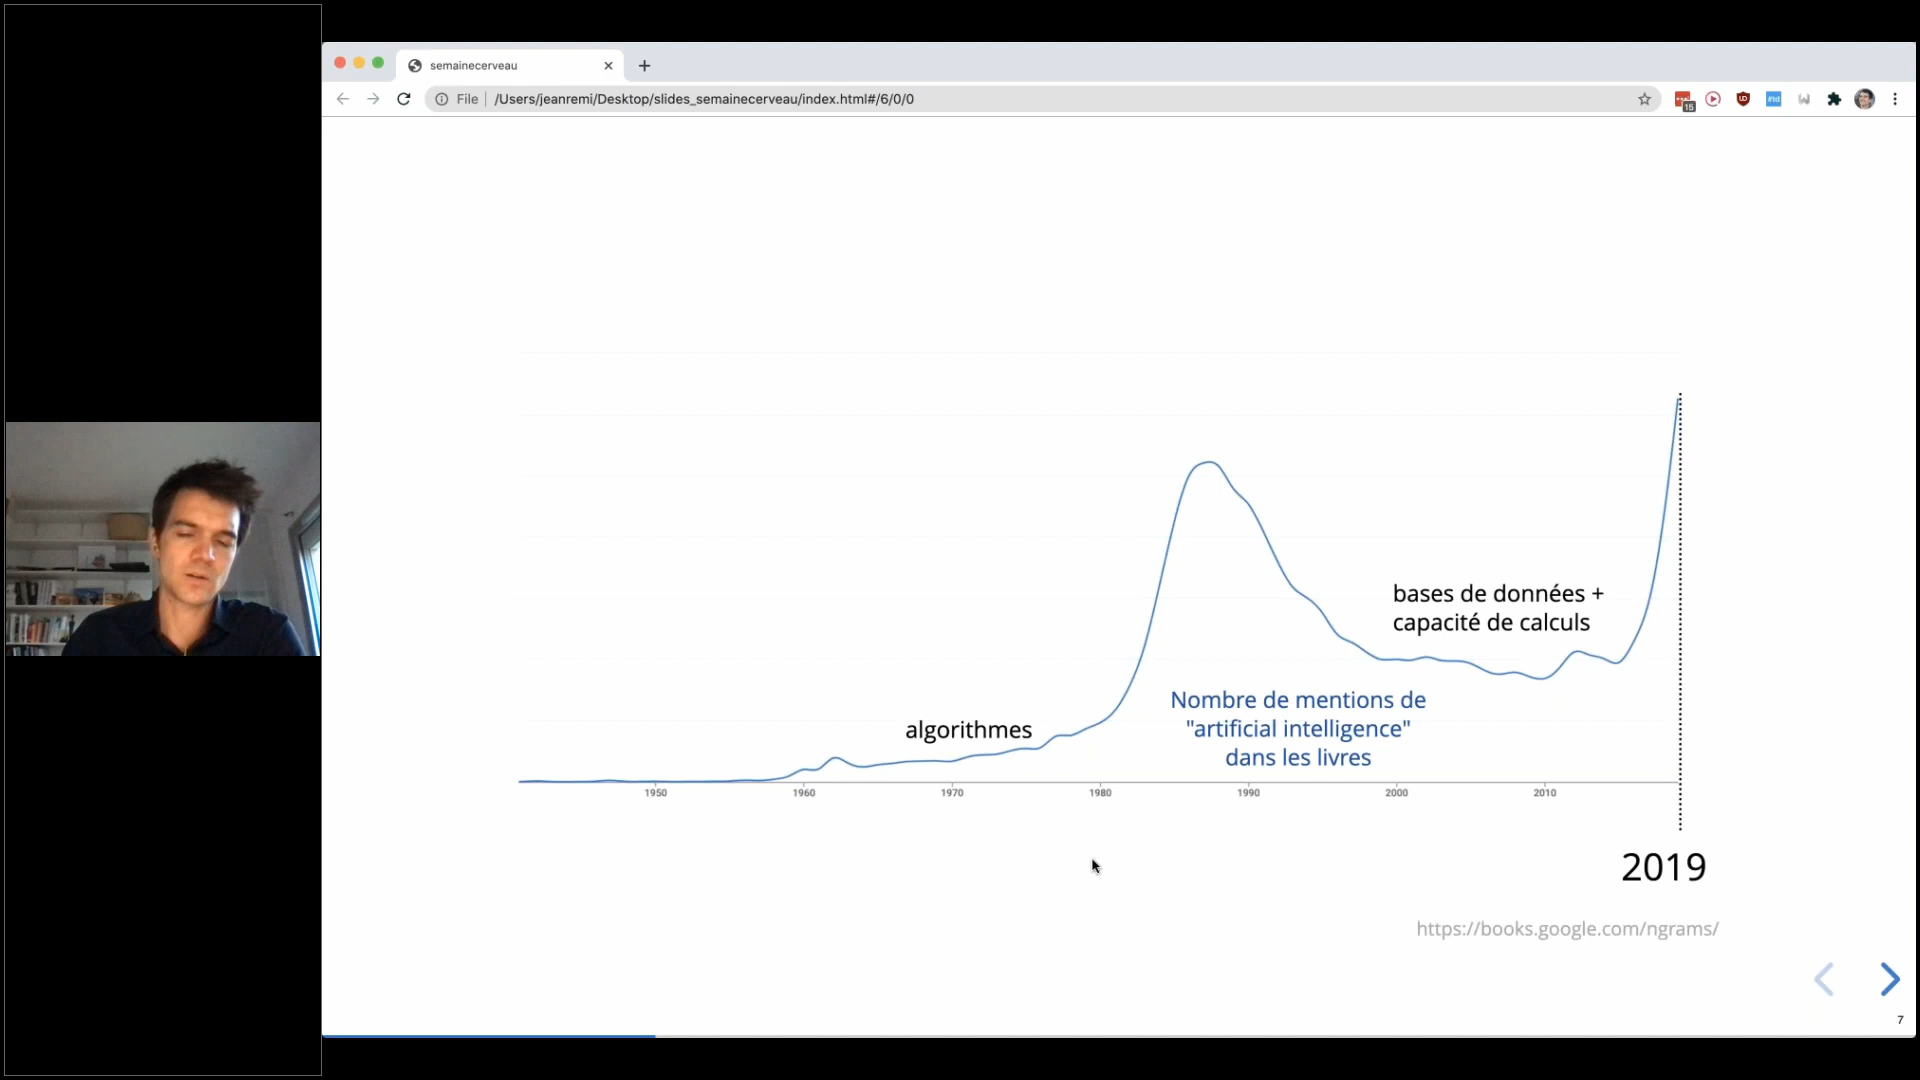 semainecerveau
File
/Users/jeanremi/Desktop/slides_semainecerveau/index.html#/6/0/0
15
bases de données +
capacité de calculs
Nombre de mentions de
"artificial intelligence"
dans les livres
algorithmes
1950 1960 1970 1980 1990 2000 2010
2019
https://books.google.com/ngrams/
7